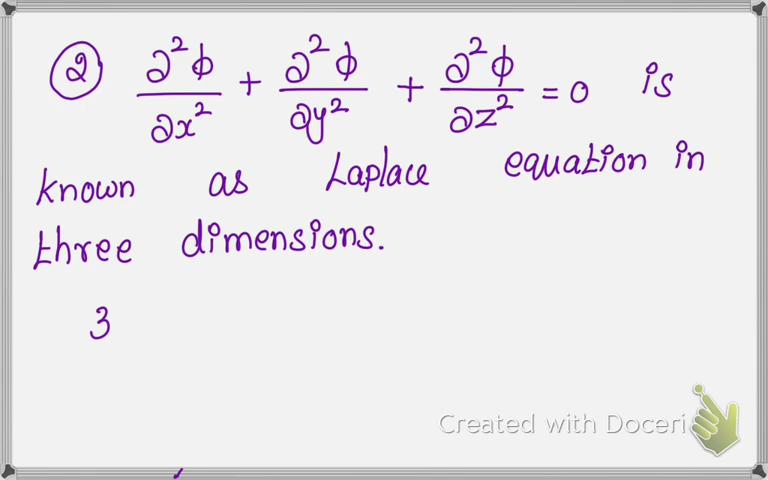 ② ∂²ϕ/∂x² + ∂²ϕ/∂y² + ∂²ϕ/∂z² = 0 is
known as Laplace equation in
three dimensions.
3
Created with Doceri